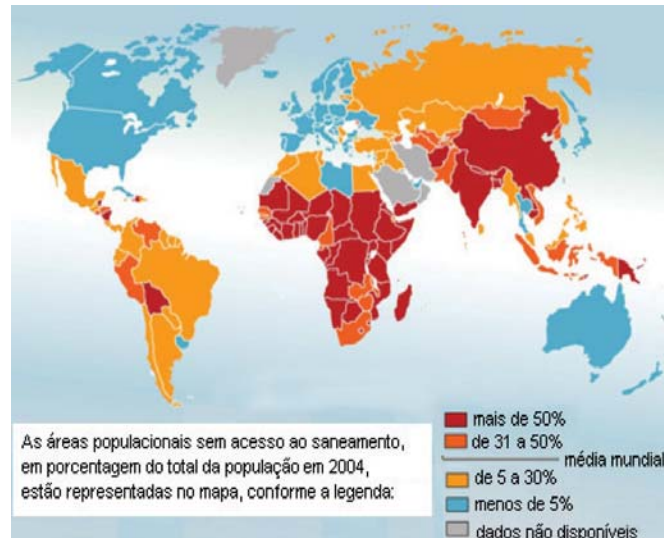 As áreas populacionais sem acesso ao saneamento,
em porcentagem do total da população em 2004,
estão representadas no mapa, conforme a legenda:
mais de 50%
de 31 a 50%
média mundial
de 5 a 30%
menos de 5%
dados não disponíveis